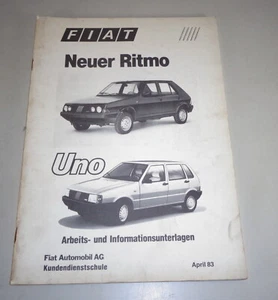 FIAT
Neuer Ritmo
Uno
Arbeits- und Informationsunterlagen
Fiat Automobil AG
Kundendienstschule
April 83